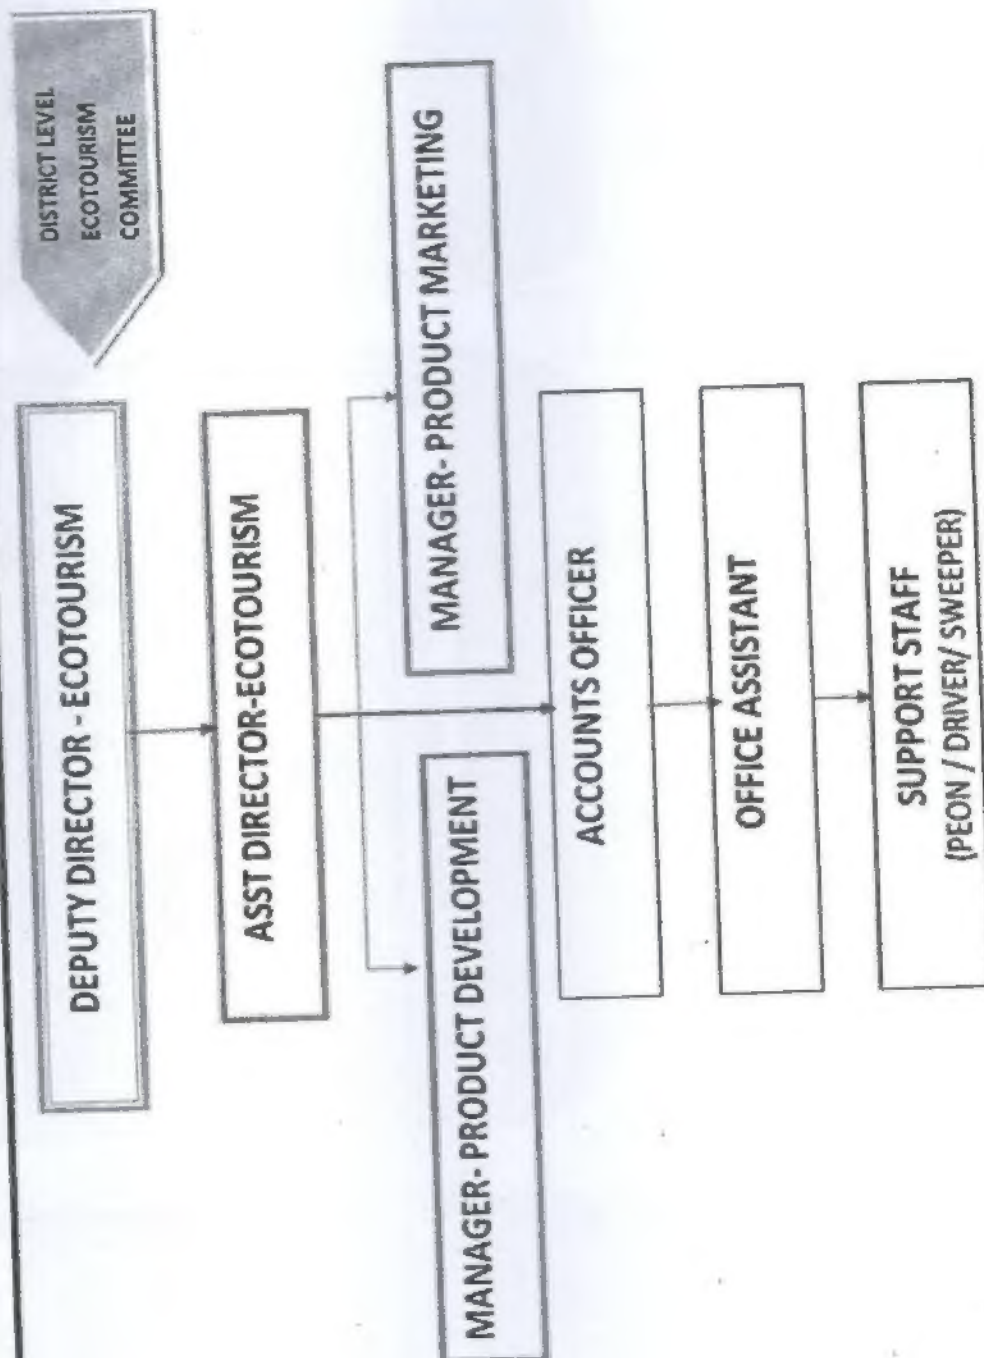 DISTRICT LEVEL
ECOTOURISM
COMMITTEE
DEPUTY DIRECTOR - ECOTOURISM
ASST DIRECTOR-ECOTOURISM
MANAGER- PRODUCT DEVELOPMENT
MANAGER- PRODUCT MARKETING
ACCOUNTS OFFICER
OFFICE ASSISTANT
SUPPORT STAFF
(PEON / DRIVER/ SWEEPER)